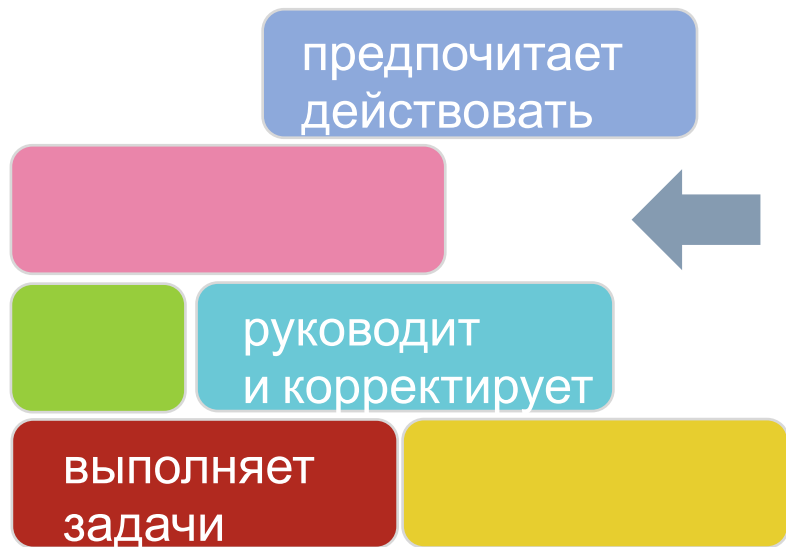 предпочитает
действовать
руководит
и корректирует
выполняет
задачи